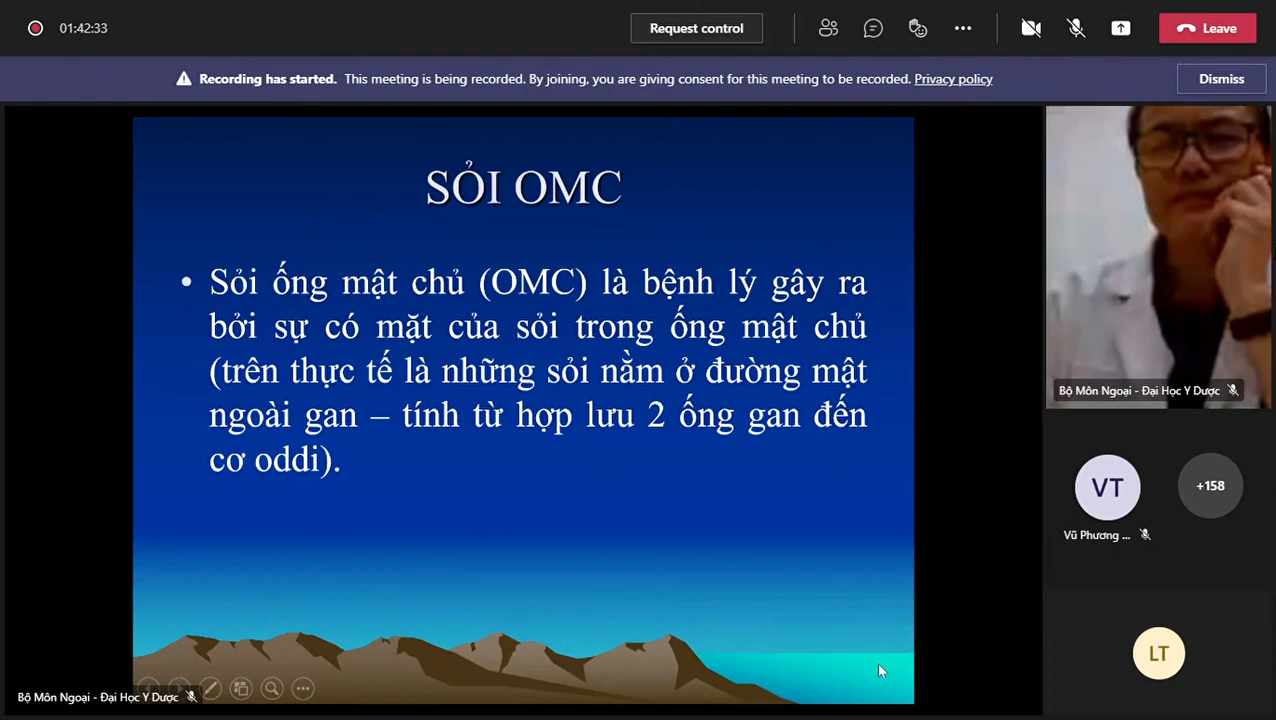 01:42:33
Request control
Leave
Recording has started. This meeting is being recorded. By joining, you are giving consent for this meeting to be recorded. Privacy policy
Dismiss
SỎI OMC
• Sỏi ống mật chủ (OMC) là bệnh lý gây ra
bởi sự có mặt của sỏi trong ống mật chủ
(trên thực tế là những sỏi nằm ở đường mật
ngoài gan – tính từ hợp lưu 2 ống gan đến
cơ oddi).
Bộ Môn Ngoại - Đại Học Y Dược
VT
+158
Vũ Phương ...
LT
Bộ Môn Ngoại - Đại Học Y Dược